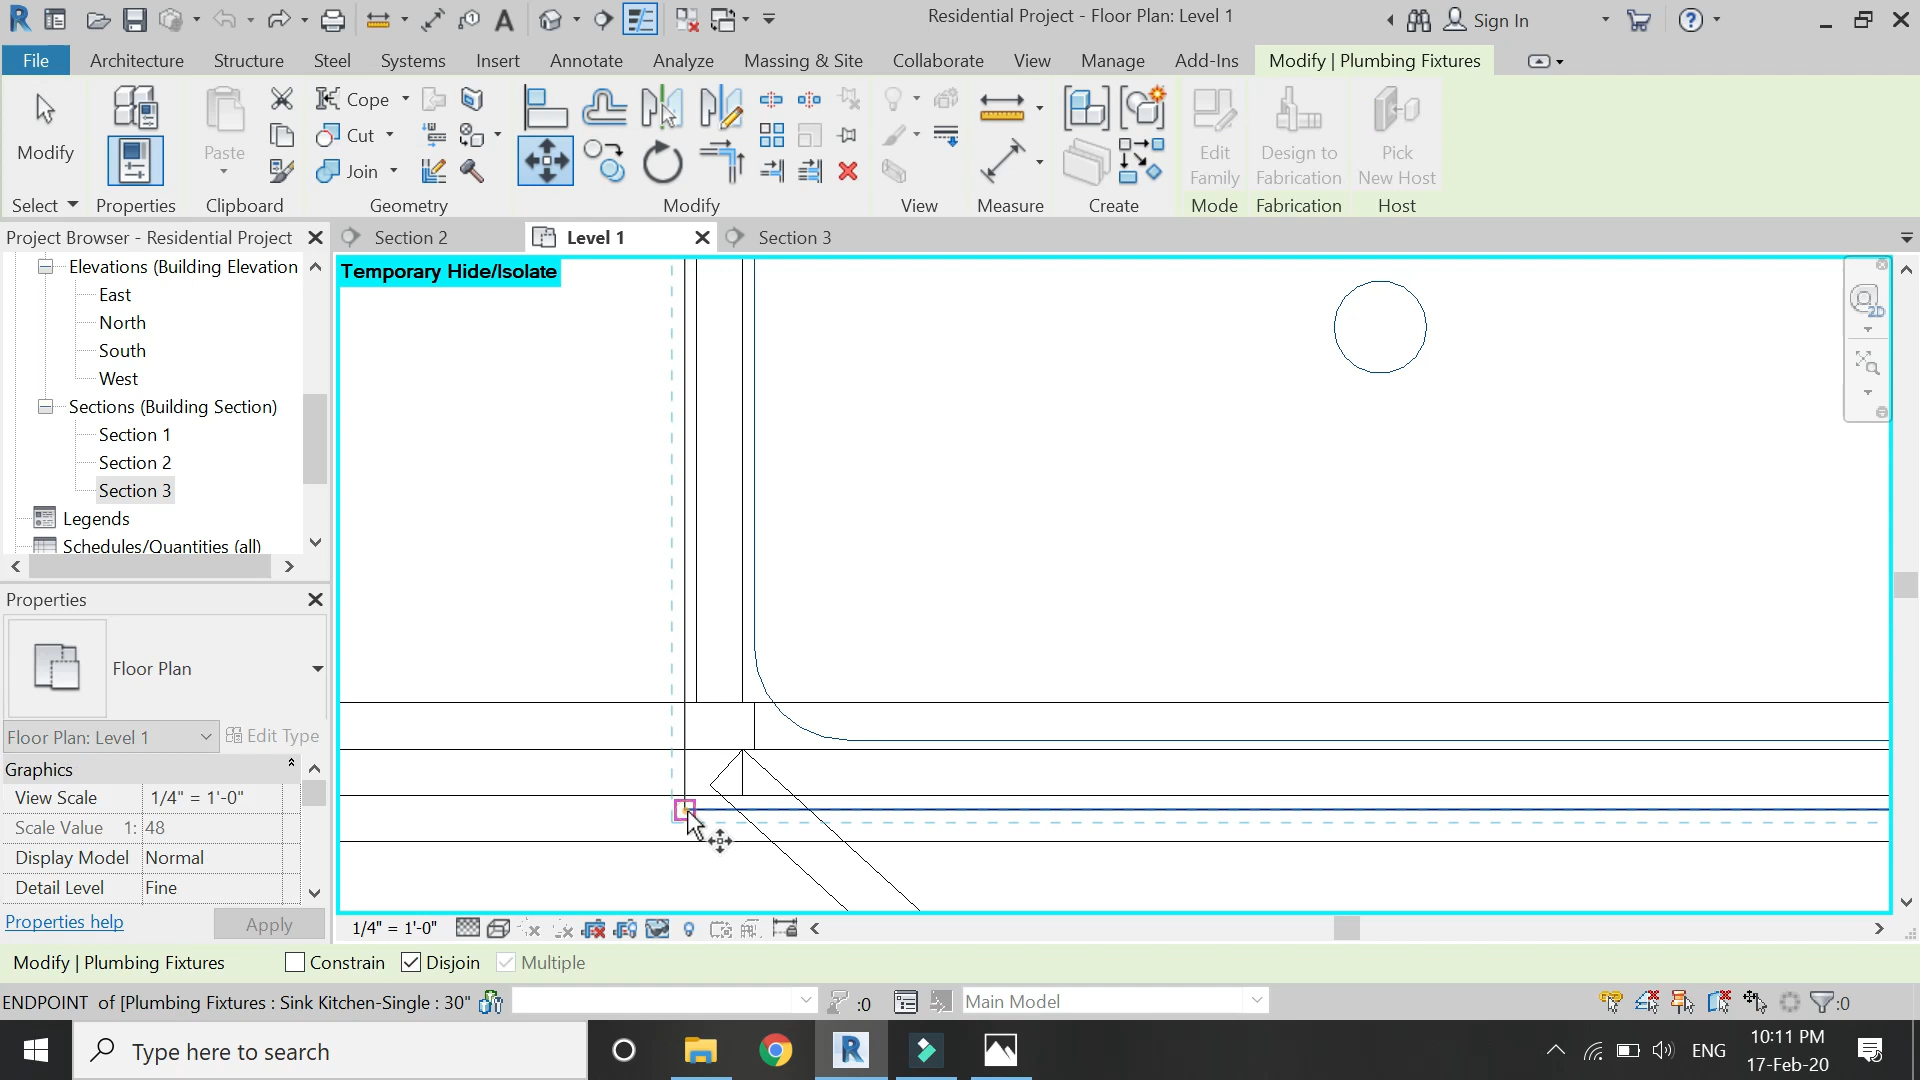 Residential Project - Floor Plan: Level 1
Sign In
File
Architecture
Structure
Steel
Systems
Insert
Annotate
Analyze
Massing & Site
Collaborate
View
Manage
Add-Ins
Modify | Plumbing Fixtures
Modify
Paste
Cope
Cut
Join
Edit
Family
Design to
Fabrication
Pick
New Host
Select
Properties
Clipboard
Geometry
Modify
View
Measure
Create
Mode
Fabrication
Host
Project Browser - Residential Project
Section 2
Level 1
Section 3
Elevations (Building Elevation
East
North
South
West
Sections (Building Section)
Section 1
Section 2
Section 3
Legends
Schedules/Quantities (all)
Temporary Hide/Isolate
2D
Properties
Floor Plan
Floor Plan: Level 1
Edit Type
Graphics
View Scale
1/4" = 1'-0"
Scale Value 1:
48
Display Model
Normal
Detail Level
Fine
Properties help
Apply
1/4" = 1'-0"
Modify | Plumbing Fixtures
Constrain
Disjoin
Multiple
ENDPOINT of [Plumbing Fixtures : Sink Kitchen-Single : 30"
:0
Main Model
:0
Type here to search
ENG
10:11 PM
17-Feb-20